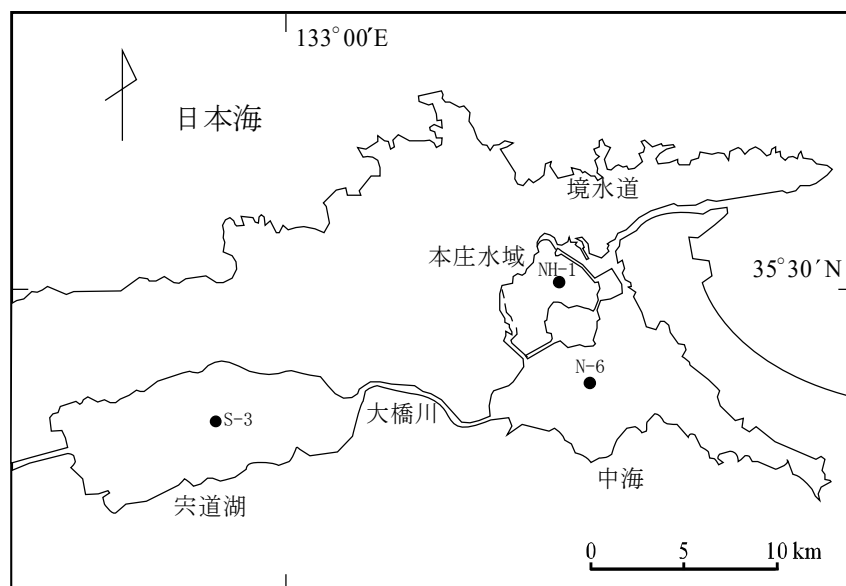 133°00′E
日本海
境水道
本庄水域
NH-1
35°30′N
N-6
S-3
大橋川
中海
宍道湖
0 5 10 km